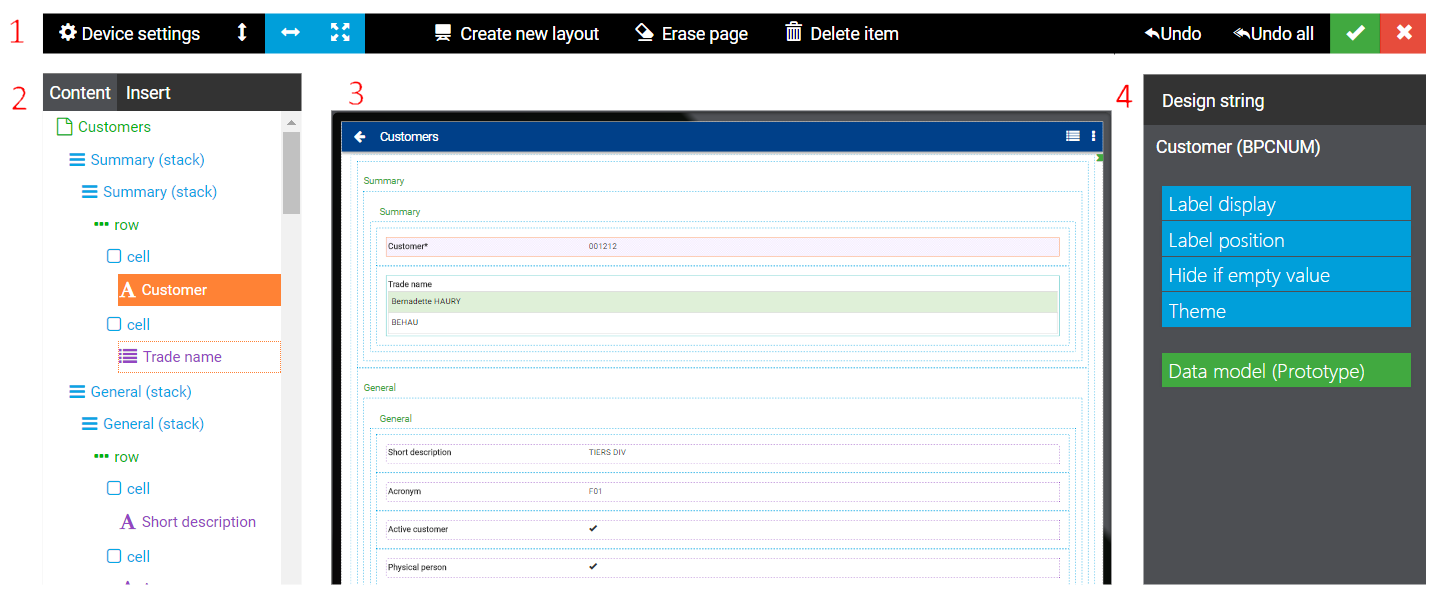 1
Device settings
Create new layout
Erase page
Delete item
Undo
Undo all
2
Content
Insert
Customers
Summary (stack)
Summary (stack)
row
cell
Customer
cell
Trade name
General (stack)
General (stack)
row
cell
Short description
cell
3
Customers
Summary
Summary
Customer* 001212
Trade name
Bernadette HAURY
BEHAU
General
General
Short description TIERS DIV
Acronym F01
Active customer
Physical person
4
Design string
Customer (BPCNUM)
Label display
Label position
Hide if empty value
Theme
Data model (Prototype)